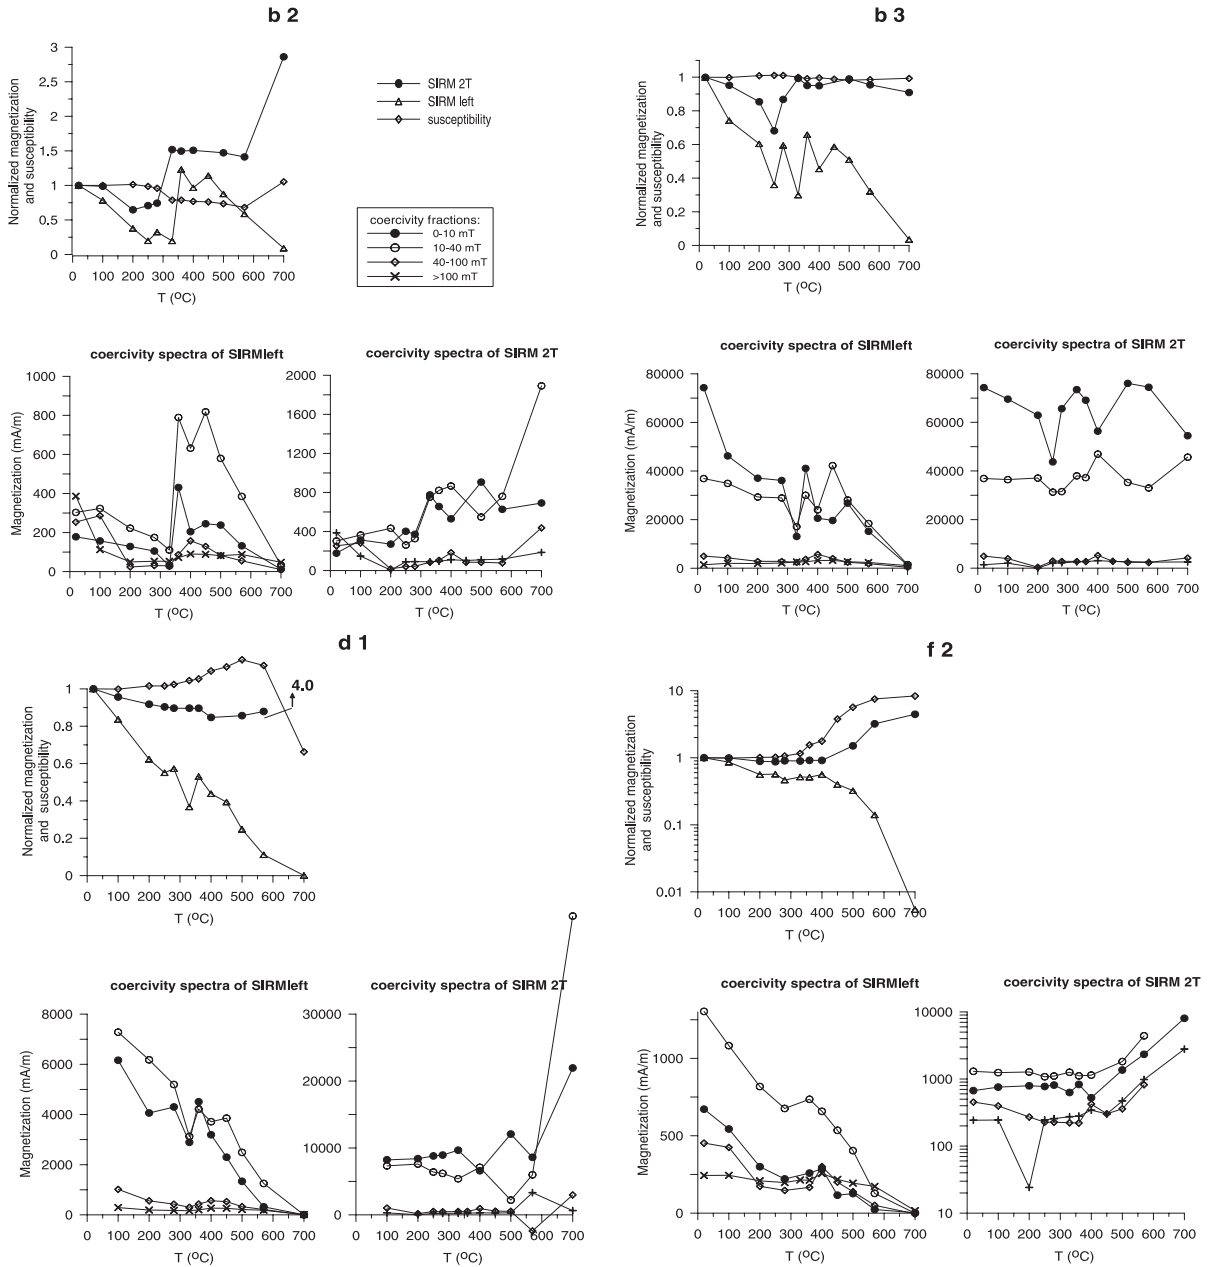 b 2
3
2,5
2
1,5
1
0,5
0
0 100 200 300 400 500 600 700
T (ºC)
Normalized magnetization
and susceptibility
SIRM 2T
SIRM left
susceptibility
coercivity fractions:
0-10 mT
10-40 mT
40-100 mT
>100 mT
b 3
1
0.8
0.6
0.4
0.2
0
0 100 200 300 400 500 600 700
T (ºC)
Normalized magnetization
and susceptibility
coercivity spectra of SIRMleft
1000
800
600
400
200
0
0 100 200 300 400 500 600 700
T (ºC)
Magnetization (mA/m)
coercivity spectra of SIRM 2T
2000
1600
1200
800
400
0
0 100 200 300 400 500 600 700
T (ºC)
coercivity spectra of SIRMleft
80000
60000
40000
20000
0
0 100 200 300 400 500 600 700
T (ºC)
Magnetization (mA/m)
coercivity spectra of SIRM 2T
80000
60000
40000
20000
0
0 100 200 300 400 500 600 700
T (ºC)
d 1
4.0
1
0.8
0.6
0.4
0.2
0
0 100 200 300 400 500 600 700
T (ºC)
Normalized magnetization
and susceptibility
f 2
10
1
0.1
0.01
0 100 200 300 400 500 600 700
T (ºC)
Normalized magnetization
and susceptibility
coercivity spectra of SIRMleft
8000
6000
4000
2000
0
0 100 200 300 400 500 600 700
T (ºC)
Magnetization (mA/m)
coercivity spectra of SIRM 2T
30000
20000
10000
0
0 100 200 300 400 500 600 700
T (ºC)
coercivity spectra of SIRMleft
1000
500
0
0 100 200 300 400 500 600 700
T (ºC)
Magnetization (mA/m)
coercivity spectra of SIRM 2T
10000
1000
100
10
0 100 200 300 400 500 600 700
T (ºC)